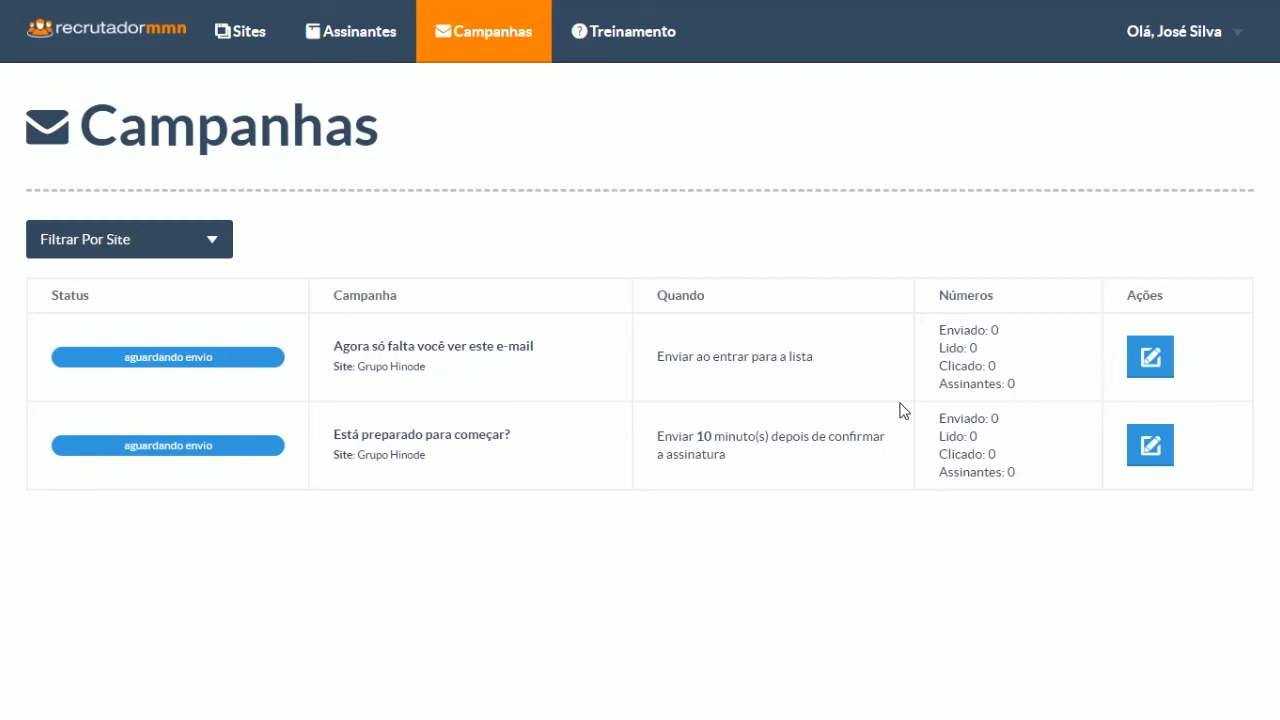 recrutadormmn Sites Assinantes Campanhas Treinamento Olá, José Silva
Campanhas
Filtrar Por Site
Status Campanha Quando Números Ações
aguardando envio
Agora só falta você ver este e-mail
Site: Grupo Hinode
Enviar ao entrar para a lista
Enviado: 0
Lido: 0
Clicado: 0
Assinantes: 0
aguardando envio
Está preparado para começar?
Site: Grupo Hinode
Enviar 10 minuto(s) depois de confirmar
a assinatura
Enviado: 0
Lido: 0
Clicado: 0
Assinantes: 0